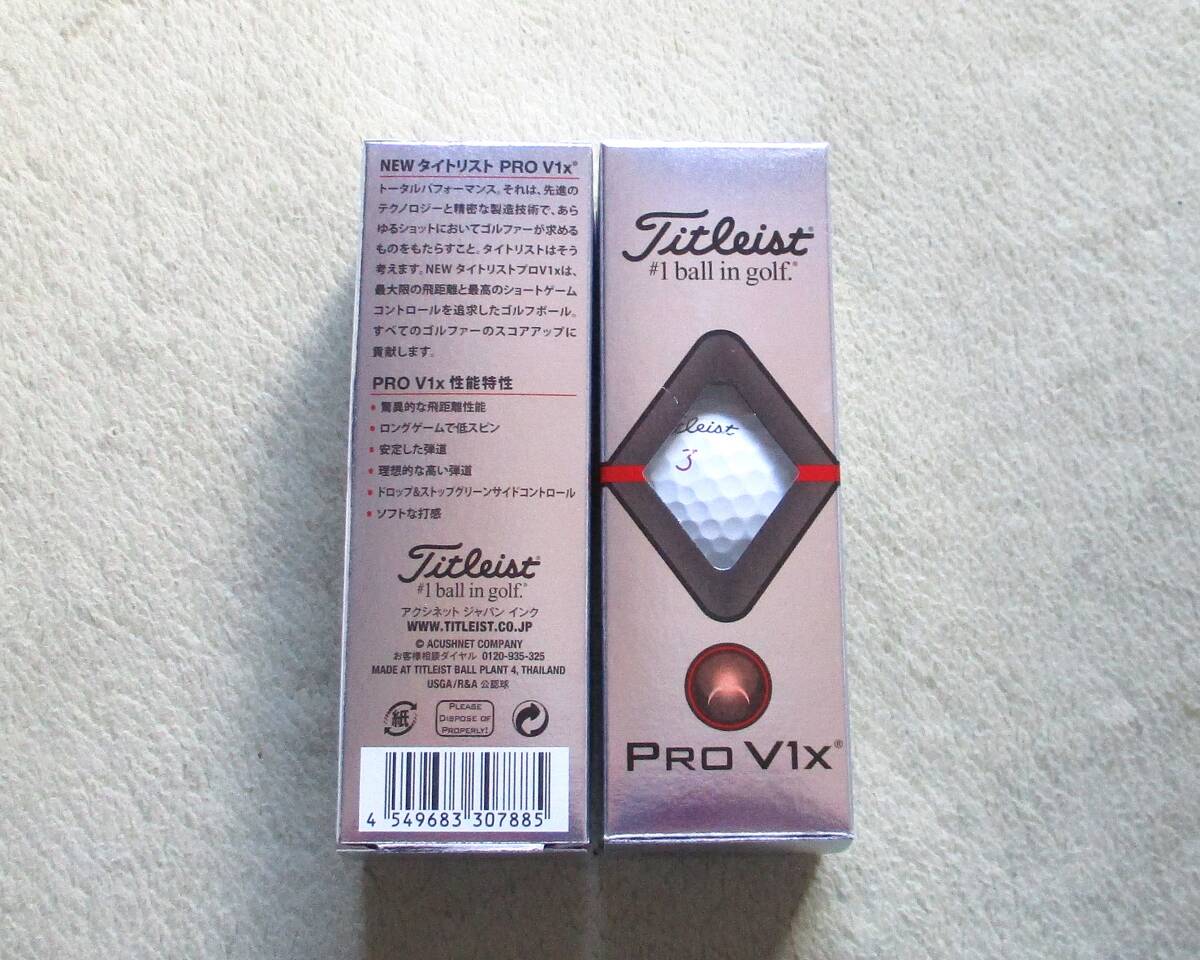 NEW タイトリスト PRO V1x®
トータルパフォーマンス。それは、先進の
テクノロジーと精密な製造技術で、あら
ゆるショットにおいてゴルファーが求める
ものをもたらすこと。タイトリストはそう
考えます。NEW タイトリストプロV1xは、
最大限の飛距離と最高のショートゲーム
コントロールを追求したゴルフボール。
すべてのゴルファーのスコアアップに
貢献します。
PRO V1x 性能特性
• 驚異的な飛距離性能
• ロングゲームで低スピン
• 安定した弾道
• 理想的な高い弾道
• ドロップ&ストップグリーンサイドコントロール
• ソフトな打感
Titleist®
#1 ball in golf.®
アクシネット ジャパン インク
WWW.TITLEIST.CO.JP
© ACUSHNET COMPANY
お客様相談ダイヤル 0120-935-325
MADE AT TITLEIST BALL PLANT 4, THAILAND
USGA/R&A 公認球
紙
PLEASE
DISPOSE OF
PROPERLY!
4 549683 307885
Titleist®
#1 ball in golf.®
tleist
3
PRO V1x®